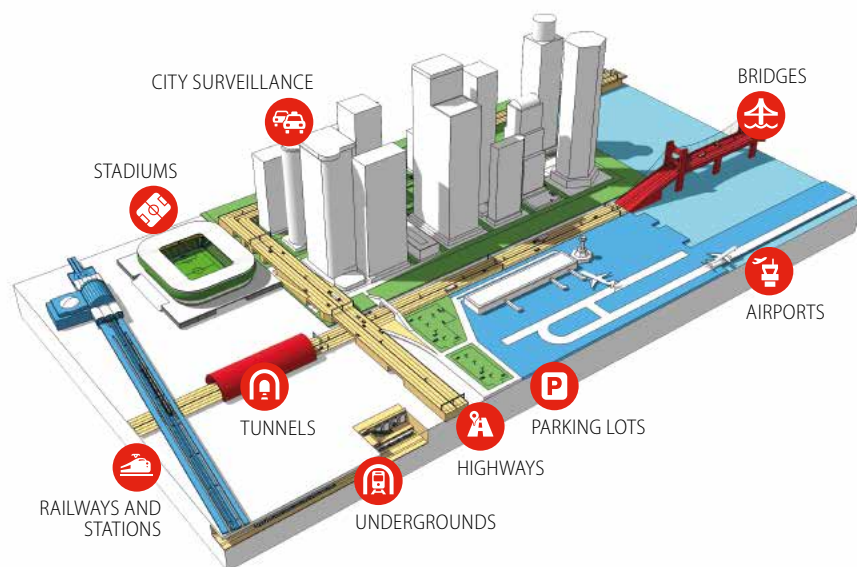 CITY SURVEILLANCE
BRIDGES
STADIUMS
AIRPORTS
P
PARKING LOTS
TUNNELS
HIGHWAYS
RAILWAYS AND
STATIONS
UNDERGROUNDS